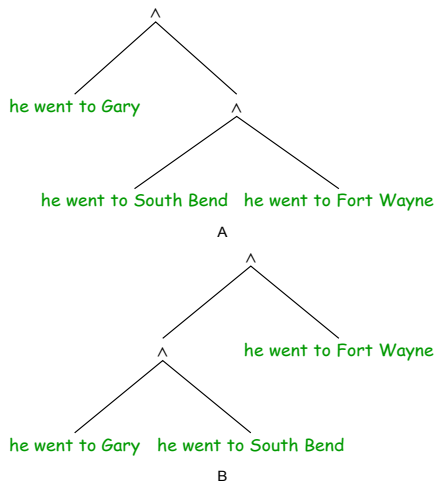 ∧
he went to Gary
∧
he went to South Bend he went to Fort Wayne
A
∧
he went to Fort Wayne
∧
he went to Gary he went to South Bend
B